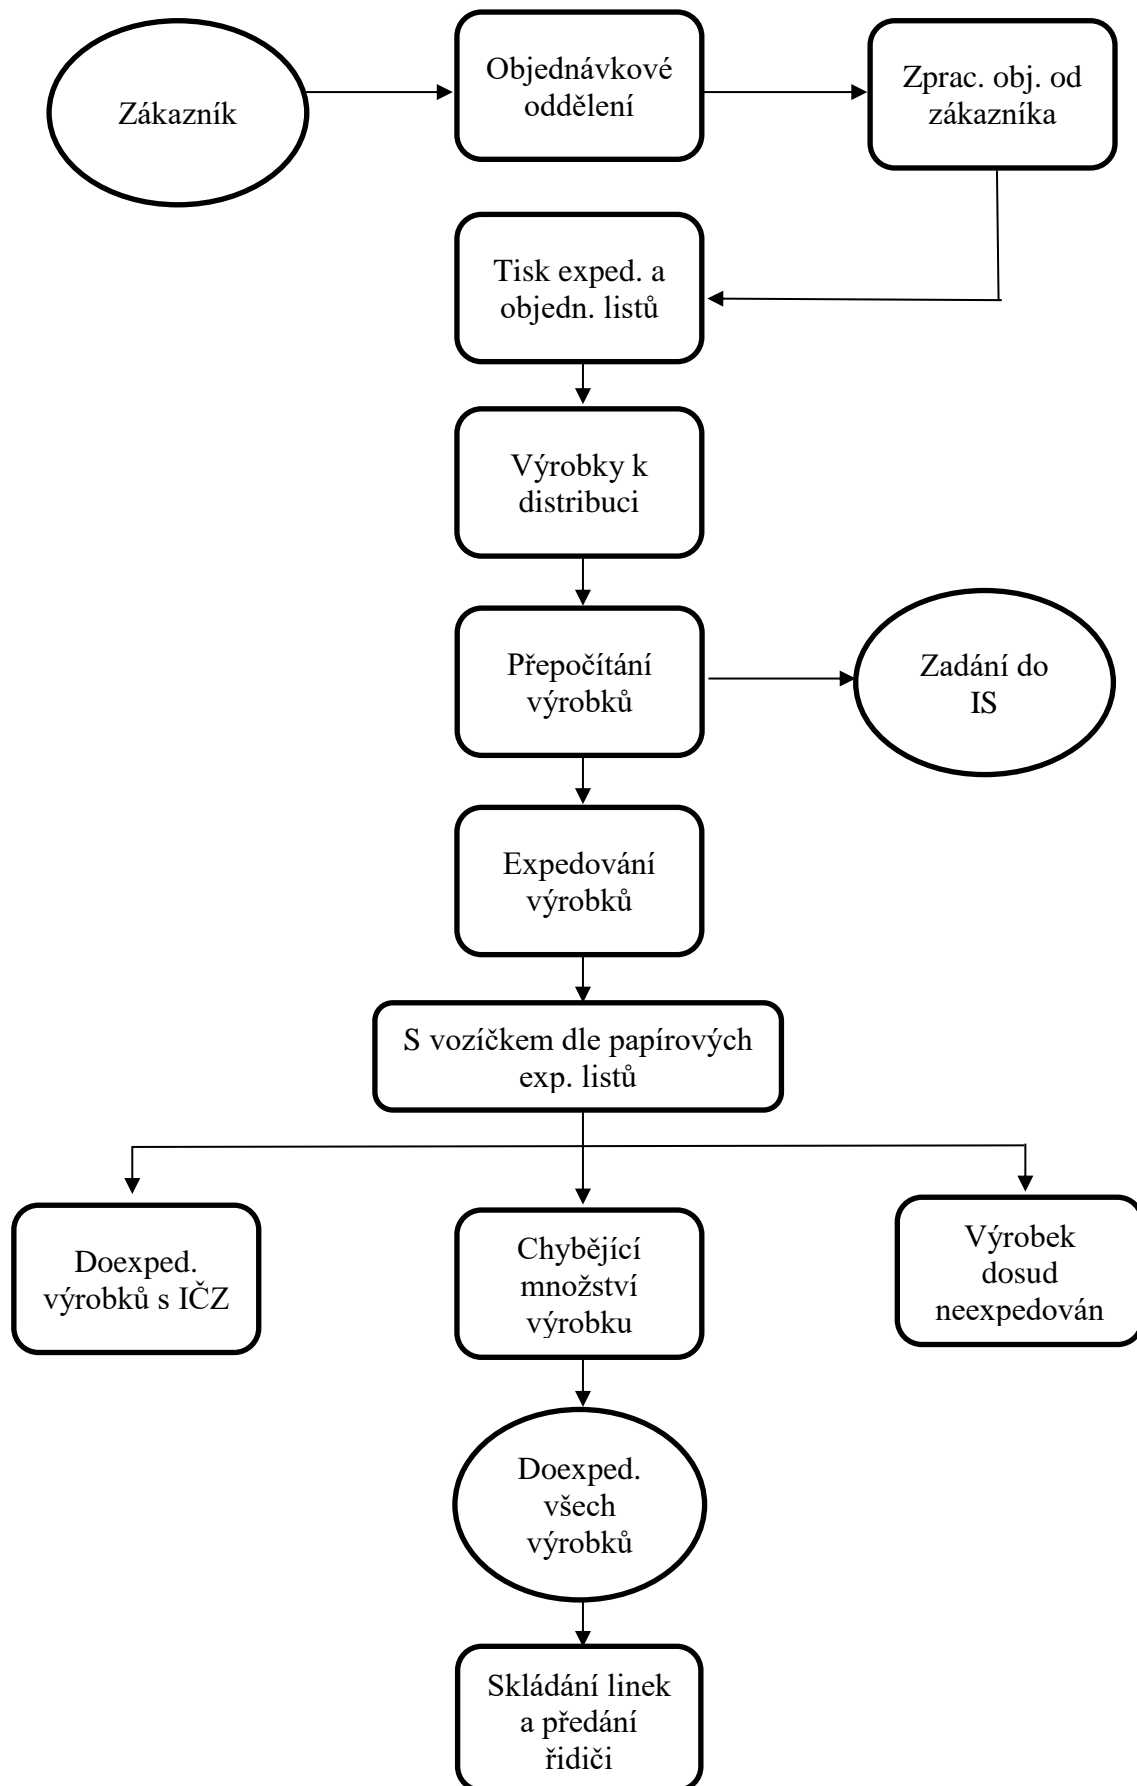 Zákazník
Objednávkové
oddělení
Zprac. obj. od
zákazníka
Tisk exped. a
objedn. listů
Výrobky k
distribuci
Přepočítání
výrobků
Zadání do
IS
Expedování
výrobků
S vozíčkem dle papírových
exp. listů
Doexped.
výrobků s IČZ
Chybějící
množství
výrobku
Výrobek
dosud
neexpedován
Doexped.
všech
výrobků
Skládání linek
a předání
řidiči